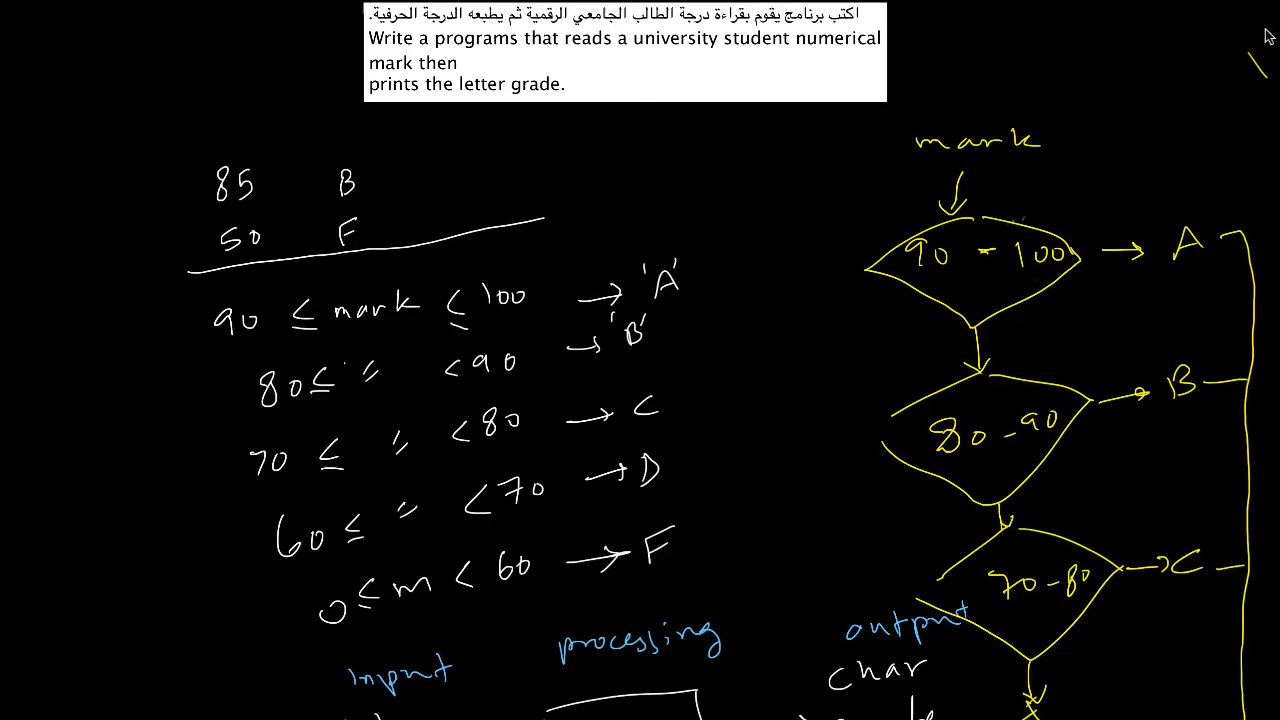 اكتب برنامج يقوم بقراءة درجة الطالب الجامعي الرقمية ثم يطبعه الدرجة الحرفية.
Write a programs that reads a university student numerical
mark then
prints the letter grade.
85 B
50 F
90 ≤ mark ≤ 100 → 'A'
80 ≤ " < 90 → 'B'
70 ≤ " < 80 → C
60 ≤ " < 70 → D
0 ≤ m < 60 → F
input
processing
output
char
mark
90 - 100 → A
80 - 90 → B
70 - 80 → C